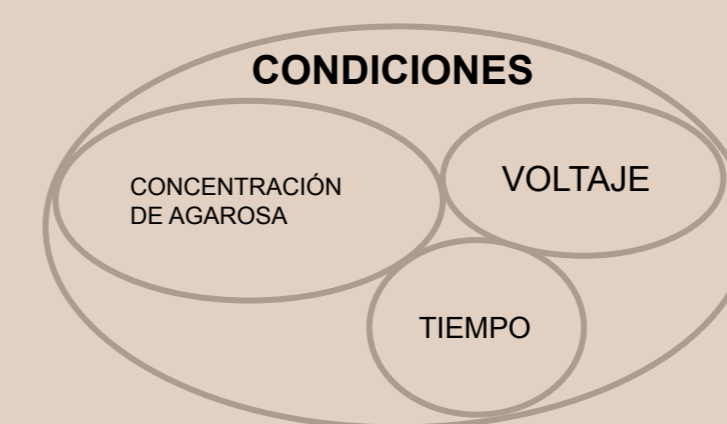 CONDICIONES
CONCENTRACIÓN
DE AGAROSA
VOLTAJE
TIEMPO